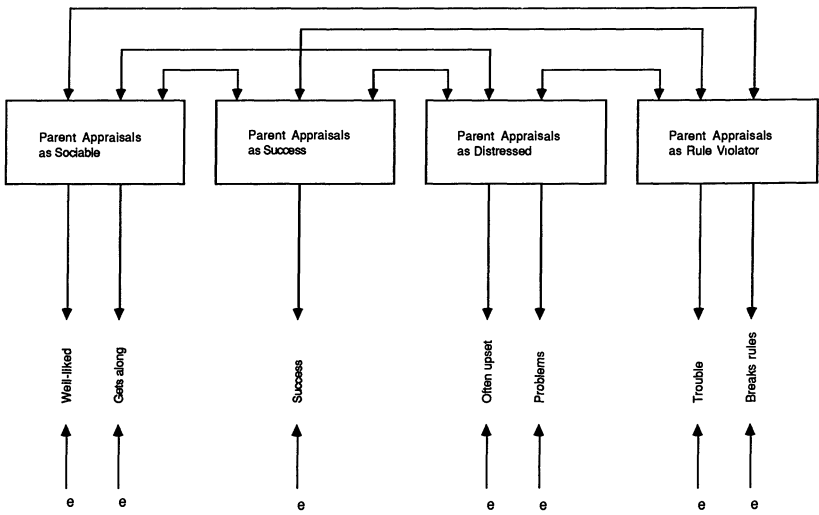 Parent Appraisals
as Sociable
Parent Appraisals
as Success
Parent Appraisals
as Distressed
Parent Appraisals
as Rule Violator
Well-liked
Gets along
Success
Often upset
Problems
Trouble
Breaks rules
e
e
e
e
e
e
e